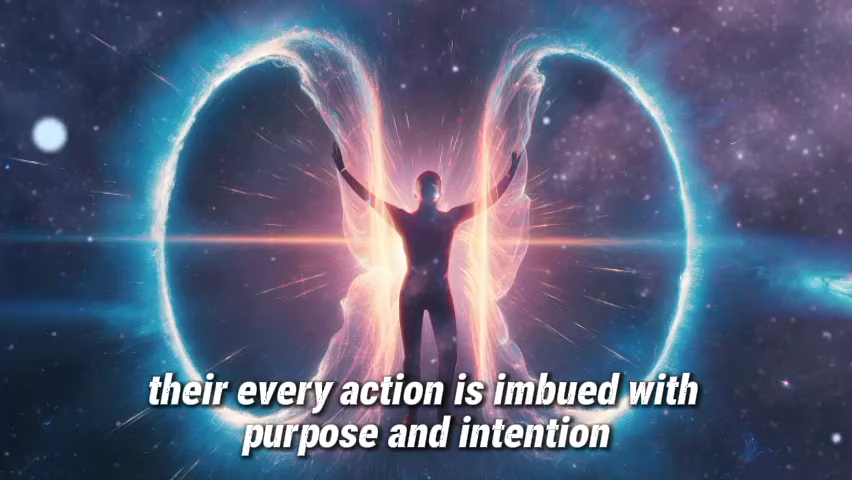 their every action is imbued with
purpose and intention